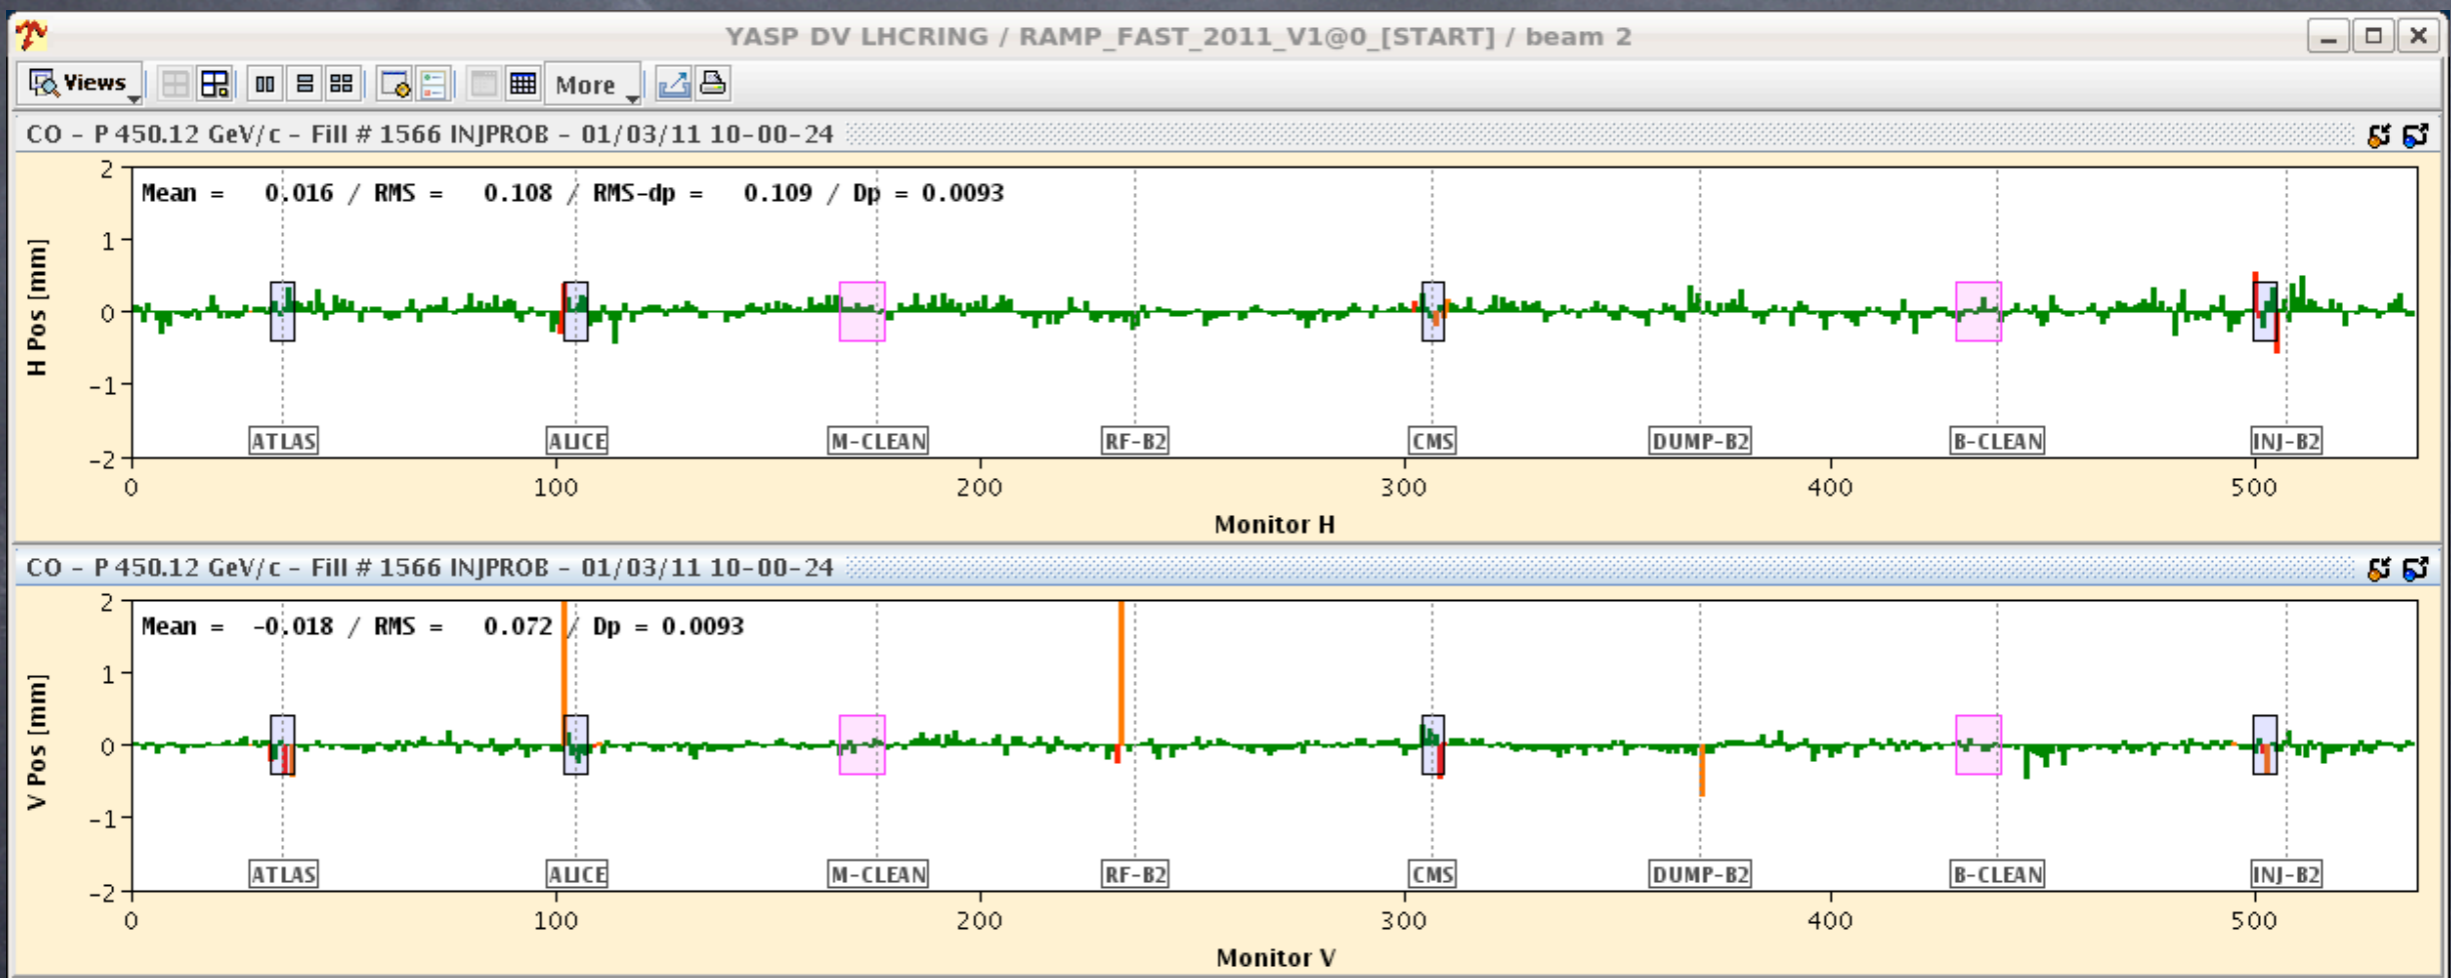 YASP DV LHCRING / RAMP_FAST_2011_V1@0_[START] / beam 2
Views More
CO - P 450.12 GeV/c - Fill # 1566 INJPROB - 01/03/11 10-00-24
Mean = 0.016 / RMS = 0.108 / RMS-dp = 0.109 / Dp = 0.0093
H Pos [mm]
2
1
0
-1
-2
ATLAS ALICE M-CLEAN RF-B2 CMS DUMP-B2 B-CLEAN INJ-B2
0 100 200 300 400 500
Monitor H
CO - P 450.12 GeV/c - Fill # 1566 INJPROB - 01/03/11 10-00-24
Mean = -0.018 / RMS = 0.072 / Dp = 0.0093
V Pos [mm]
2
1
0
-1
-2
ATLAS ALICE M-CLEAN RF-B2 CMS DUMP-B2 B-CLEAN INJ-B2
0 100 200 300 400 500
Monitor V